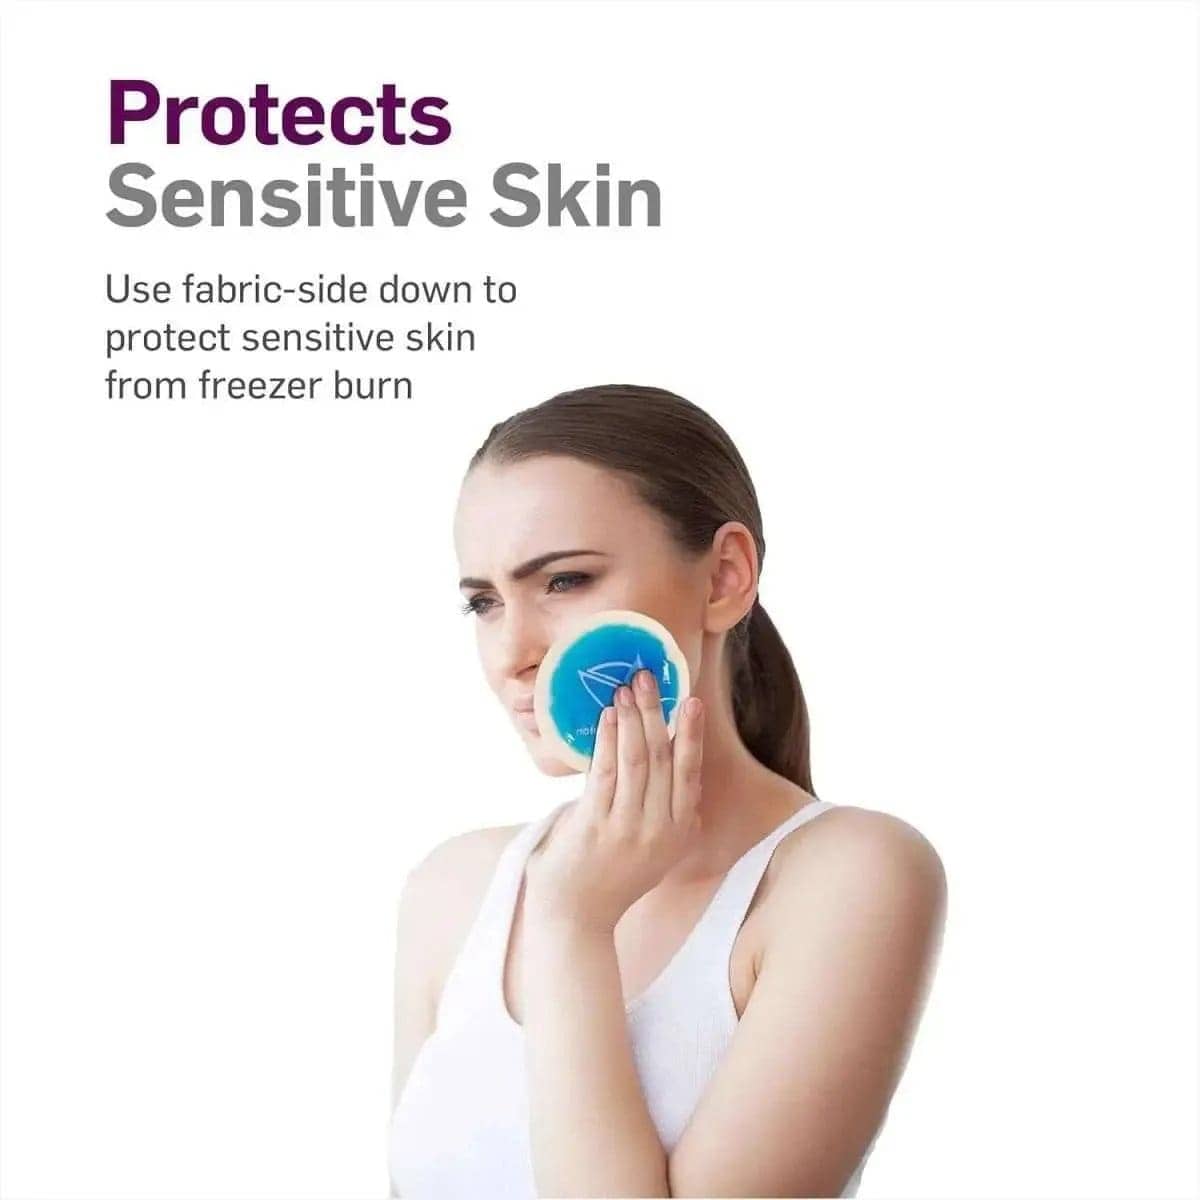 Protects
Sensitive Skin
Use fabric-side down to
protect sensitive skin
from freezer burn